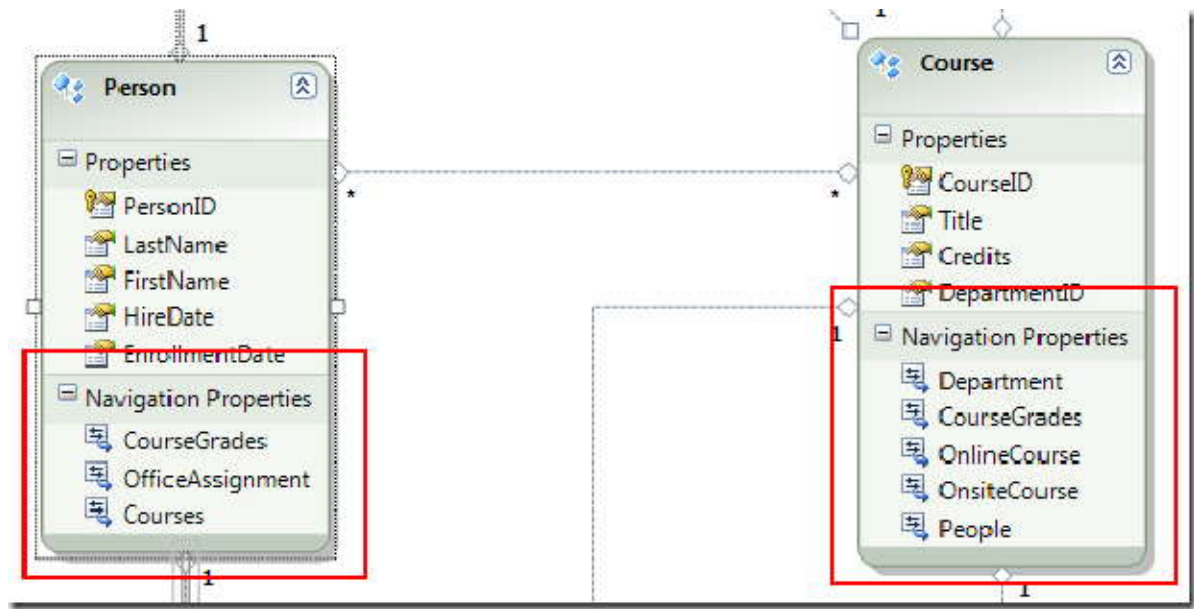 1
Person
Properties
PersonID
LastName
FirstName
HireDate
EnrollmentDate
Navigation Properties
CourseGrades
OfficeAssignment
Courses
1
*
*
1
1
Course
Properties
CourseID
Title
Credits
DepartmentID
Navigation Properties
Department
CourseGrades
OnlineCourse
OnsiteCourse
People
1